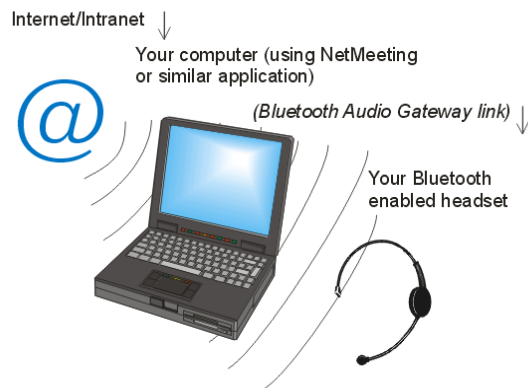 Internet/Intranet
Your computer (using NetMeeting
or similar application)
@
(Bluetooth Audio Gateway link)
Your Bluetooth
enabled headset